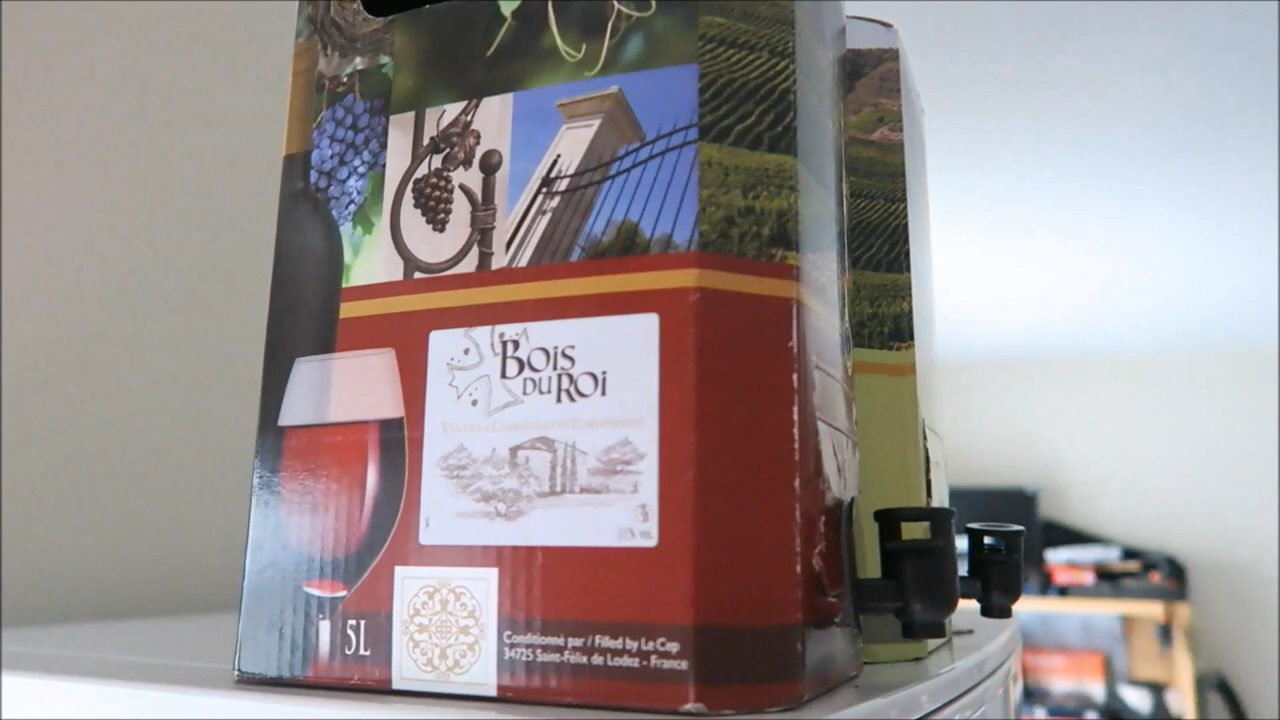 Bois
du Roi
5L
Conditionné par / Filled by Le Cep
34725 Saint-Félix de Lodez - France